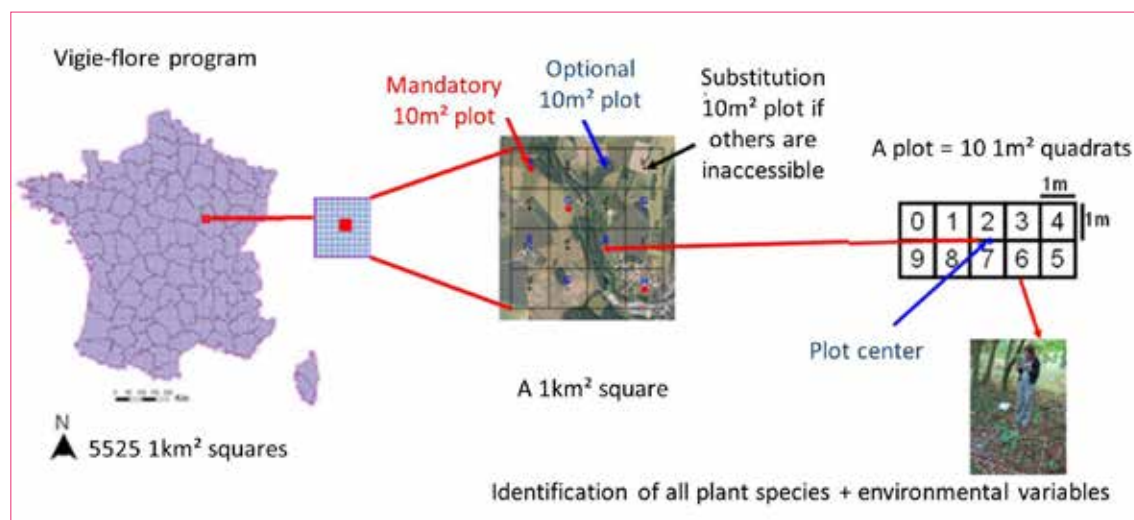 Vigie-flore program
Mandatory
10m² plot
Optional
10m² plot
Substitution
10m² plot if
others are
inaccessible
A plot = 10 1m² quadrats
1m
0 1 2 3 4
1m
9 8 7 6 5
Plot center
A 1km² square
N
5525 1km² squares
Identification of all plant species + environmental variables